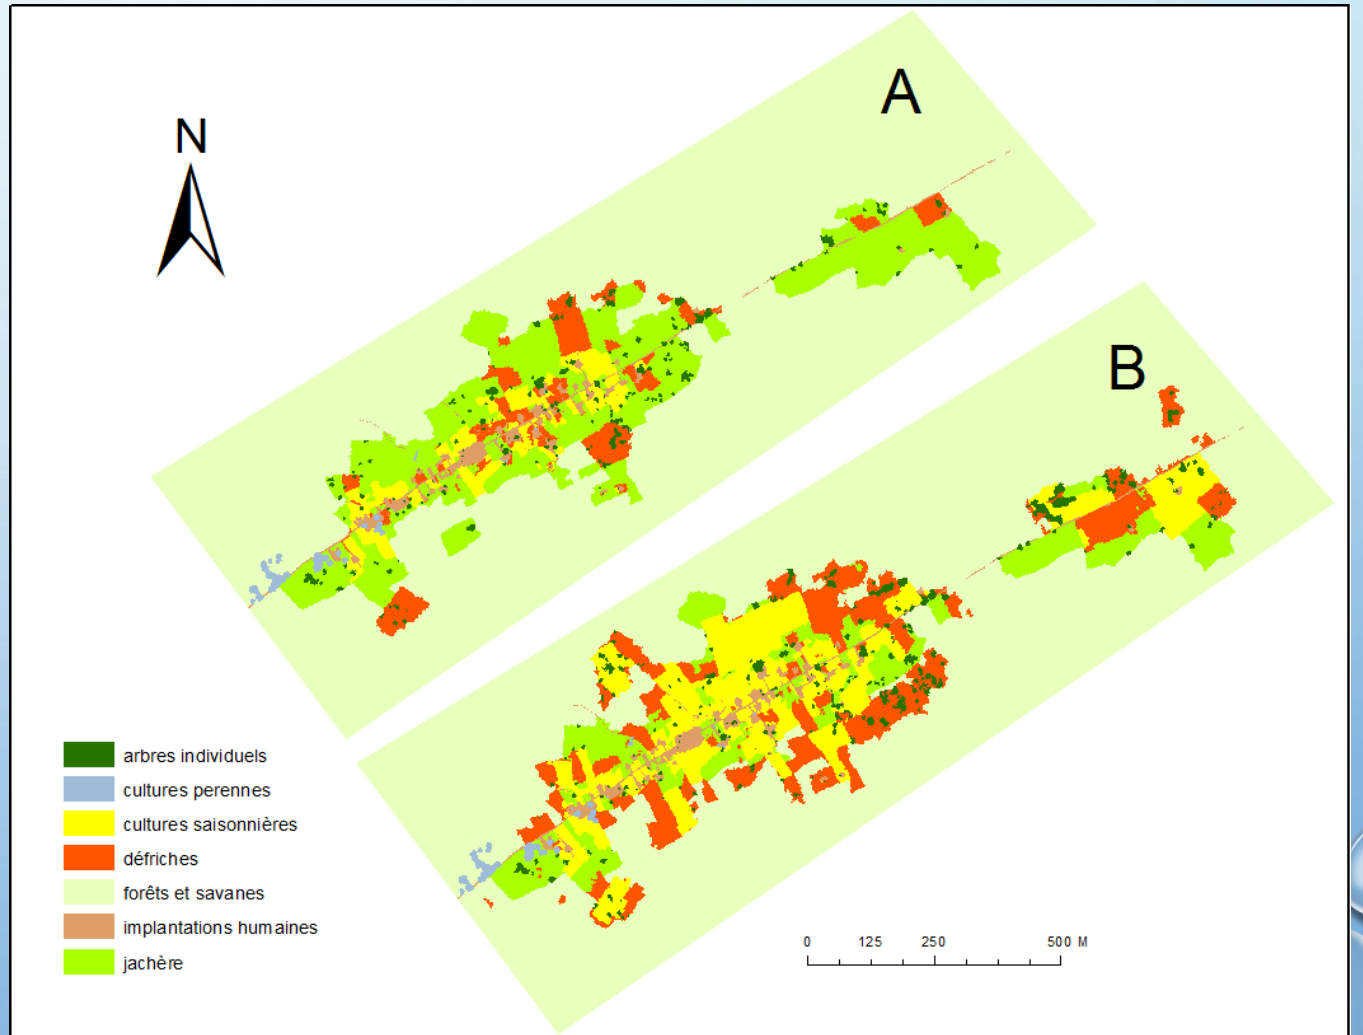 A
N
B
arbres individuels
cultures perennes
cultures saisonnières
défriches
forêts et savanes
implantations humaines
jachère
0 125 250 500 M